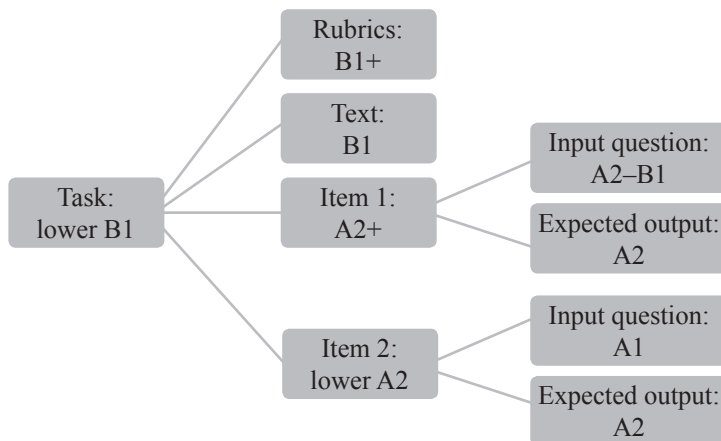 Rubrics:
B1+
Text:
B1
Input question:
A2–B1
Task:
lower B1
Item 1:
A2+
Expected output:
A2
Input question:
A1
Item 2:
lower A2
Expected output:
A2